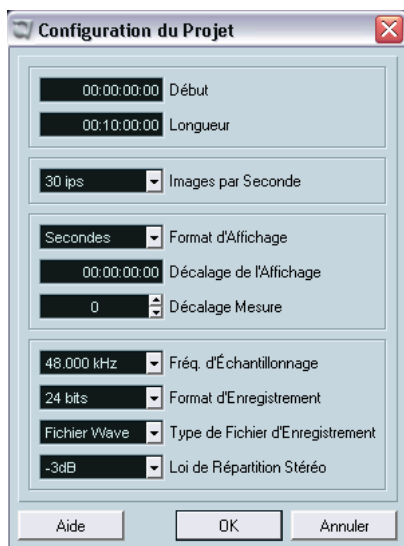 Configuration du Projet
00:00:00:00 Début
00:10:00:00 Longueur
30 ips Images par Seconde
Secondes Format d'Affichage
00:00:00:00 Décalage de l'Affichage
0 Décalage Mesure
48.000 kHz Fréq. d'Échantillonnage
24 bits Format d'Enregistrement
Fichier Wave Type de Fichier d'Enregistrement
-3dB Loi de Répartition Stéréo
Aide OK Annuler